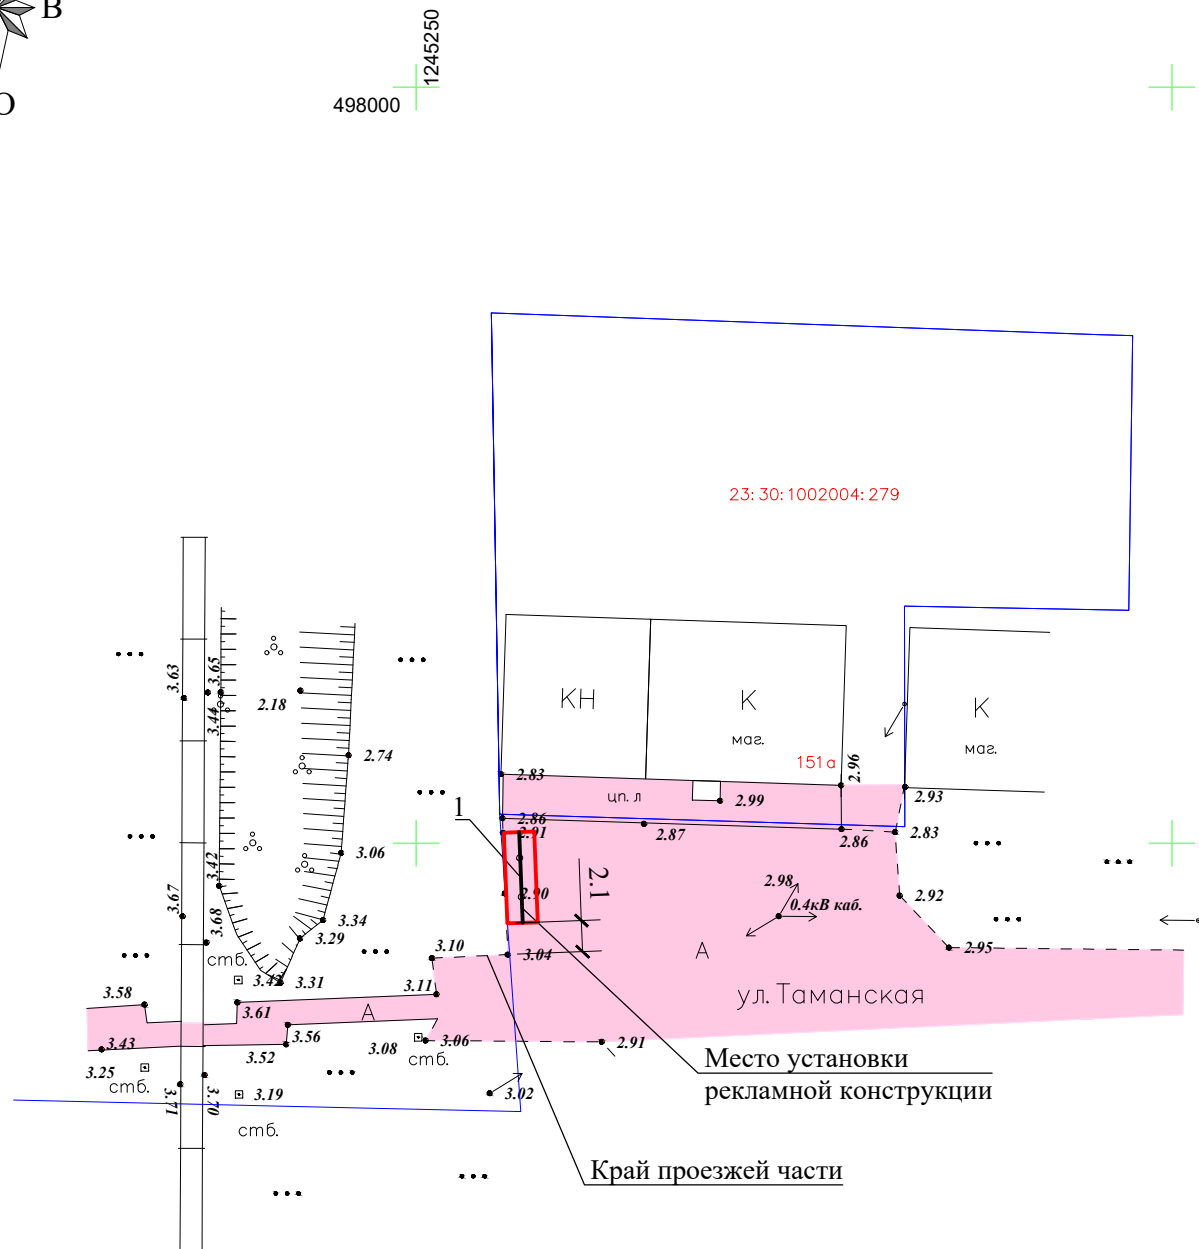 В
Ю
1245250
498000
23:30:1002004:279
3.63
3.65
3.44
2.18
КН
К
маг.
К
маг.
151а
2.96
2.74
2.83
цп. л
2.99
2.93
1
2.86
2.91
2.87
2.86
2.83
3.42
3.06
2.1
2.90
2.98
0.4кВ каб.
2.92
3.67
3.68
3.34
3.29
3.10
3.04
А
2.95
стб.
3.42
3.31
3.11
ул. Таманская
3.58
3.61
А
3.43
3.56
3.52
3.08
3.06
2.91
стб.
3.25
стб.
Место установки
рекламной конструкции
3.71
3.70
3.19
3.02
стб.
Край проезжей части